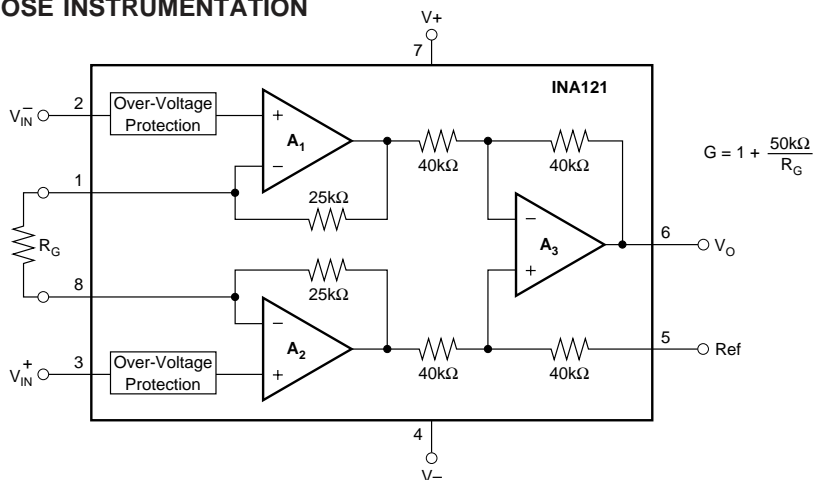 OSE INSTRUMENTATION
V+
7
INA121
V–IN
2
Over-Voltage
Protection
+
A1
–
40kΩ
40kΩ
G = 1 + 50kΩ
RG
1
25kΩ
RG
–
A3
+
6
VO
8
25kΩ
–
A2
+
40kΩ
40kΩ
5
Ref
V+IN
3
Over-Voltage
Protection
4
V–